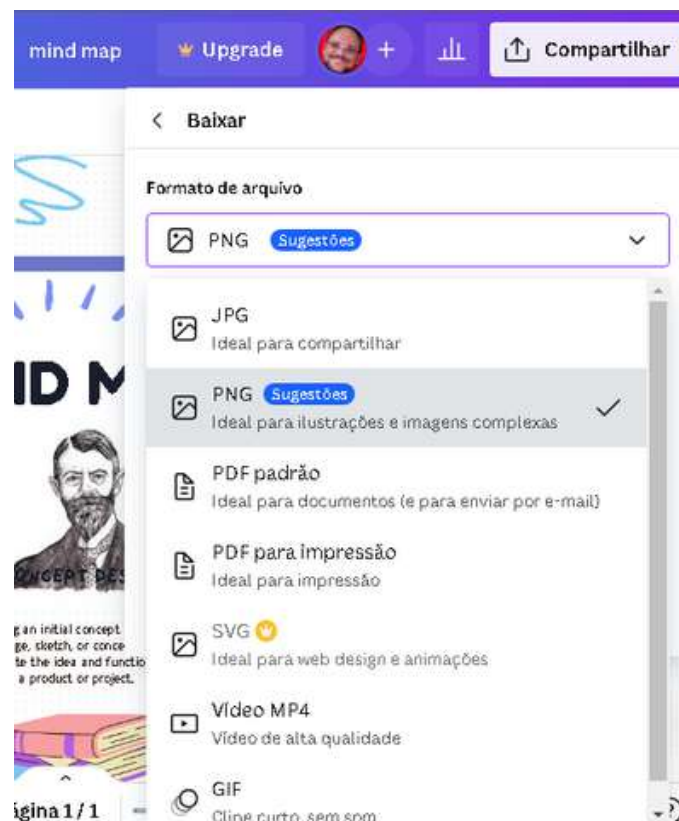 mind map
Upgrade
+
Compartilhar
Baixar
Formato de arquivo
PNG Sugestões
JPG
Ideal para compartilhar
PNG Sugestões
Ideal para ilustrações e imagens complexas
PDF padrão
Ideal para documentos (e para enviar por e-mail)
PDF para impressão
Ideal para impressão
SVG
Ideal para web design e animações
Vídeo MP4
Vídeo de alta qualidade
GIF
Clipe curto, sem som
ID M
ONCEPT DES
g an initial concept
ge, sketch, or conce
te the idea and functio
a product or project.
ágina 1 / 1